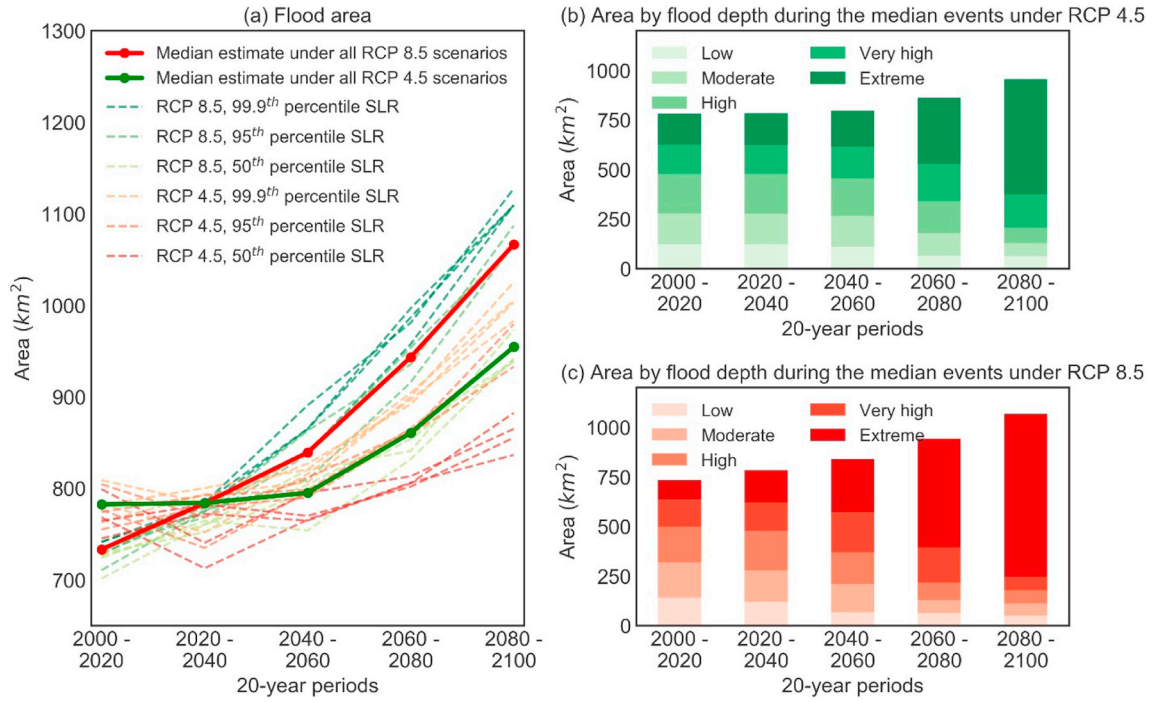 (a) Flood area
1300
1200
1100
1000
900
800
700
Area (km²)
Median estimate under all RCP 8.5 scenarios
Median estimate under all RCP 4.5 scenarios
RCP 8.5, 99.9th percentile SLR
RCP 8.5, 95th percentile SLR
RCP 8.5, 50th percentile SLR
RCP 4.5, 99.9th percentile SLR
RCP 4.5, 95th percentile SLR
RCP 4.5, 50th percentile SLR
2000 - 2020 - 2040 - 2060 - 2080 -
2020 2040 2060 2080 2100
20-year periods
(b) Area by flood depth during the median events under RCP 4.5
1000
750
500
250
0
Area (km²)
Low Very high
Moderate Extreme
High
2000 - 2020 - 2040 - 2060 - 2080 -
2020 2040 2060 2080 2100
20-year periods
(c) Area by flood depth during the median events under RCP 8.5
1000
750
500
250
0
Area (km²)
Low Very high
Moderate Extreme
High
2000 - 2020 - 2040 - 2060 - 2080 -
2020 2040 2060 2080 2100
20-year periods